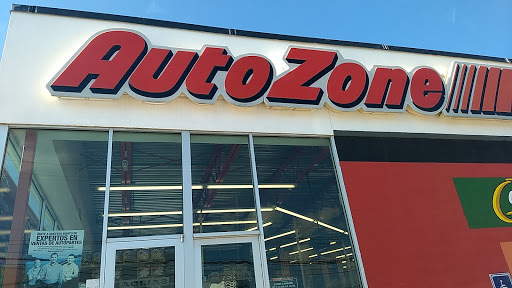 AutoZone
EXPERTOS EN
VENTAS DE AUTOPARTES